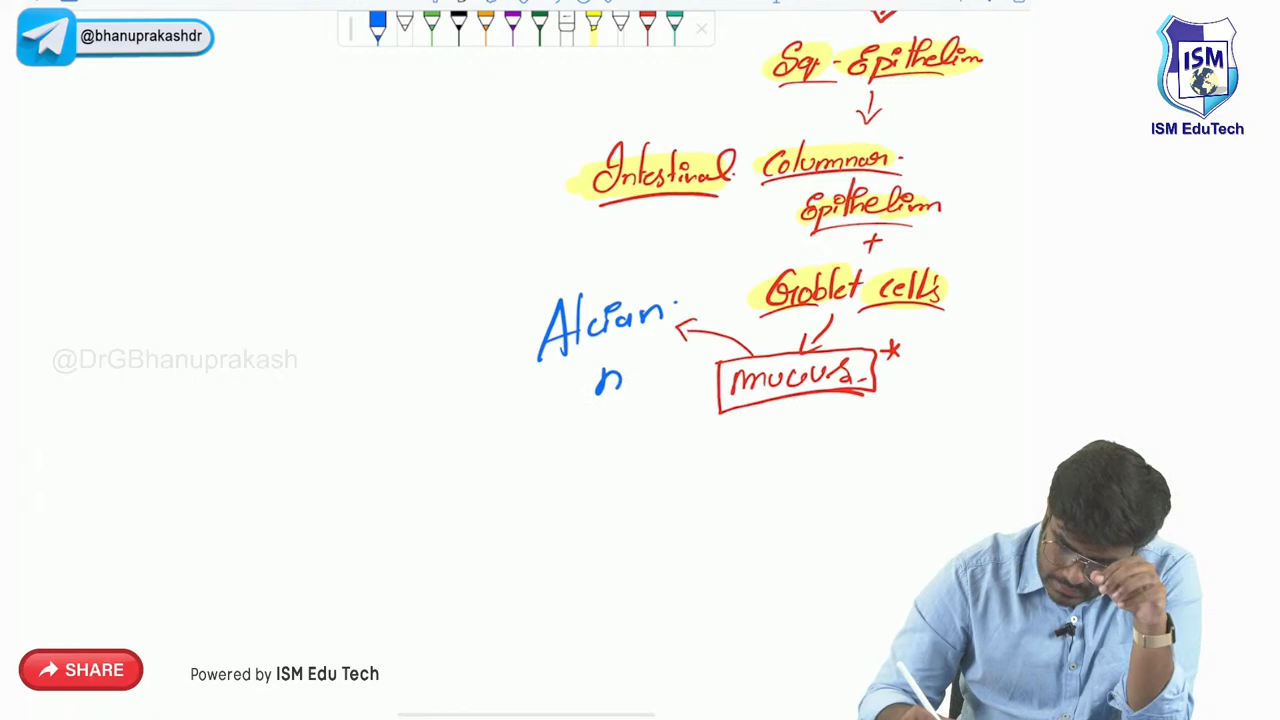 @bhanuprakashdr
ISM
ISM EduTech
Sq - Epithelim
Intestinal Columnar
Epithelim
+
Goblet cells
Alcian
n
mucus *
@DrGBhanuprakash
SHARE
Powered by ISM Edu Tech